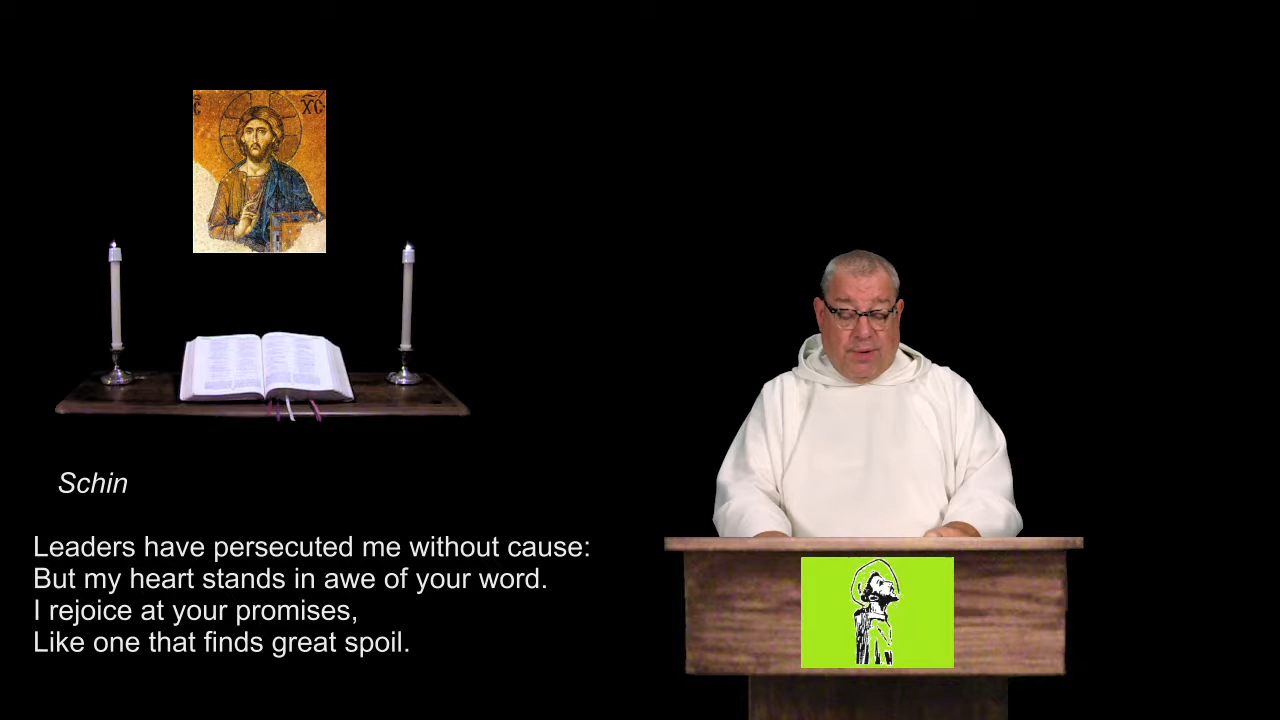 C
XC
Schin
Leaders have persecuted me without cause:
But my heart stands in awe of your word.
I rejoice at your promises,
Like one that finds great spoil.